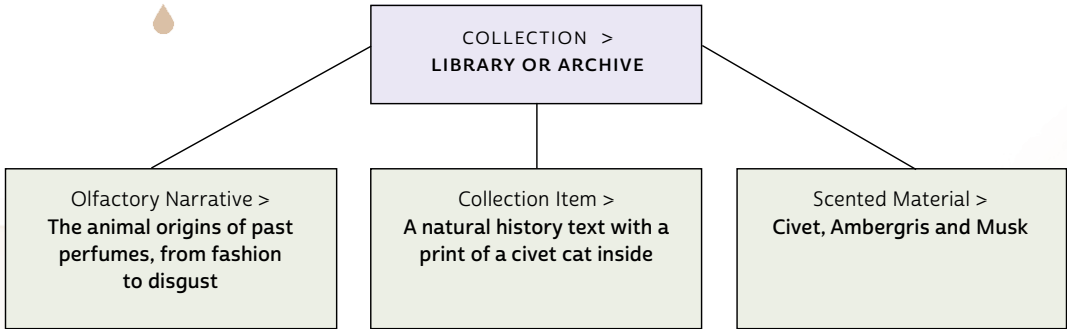 COLLECTION >
LIBRARY OR ARCHIVE
Olfactory Narrative >
The animal origins of past
perfumes, from fashion
to disgust
Collection Item >
A natural history text with a
print of a civet cat inside
Scented Material >
Civet, Ambergris and Musk